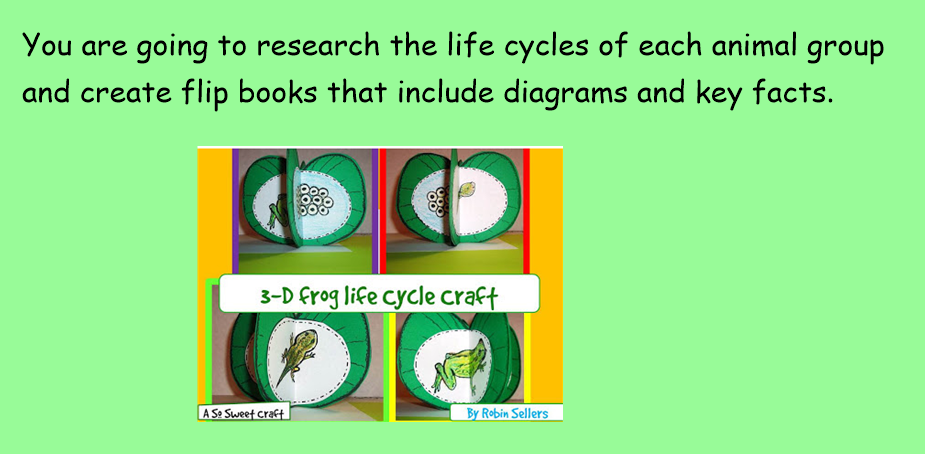 You are going to research the life cycles of each animal group
and create flip books that include diagrams and key facts.
3-D frog life cycle craft
A So Sweet craft
By Robin Sellers